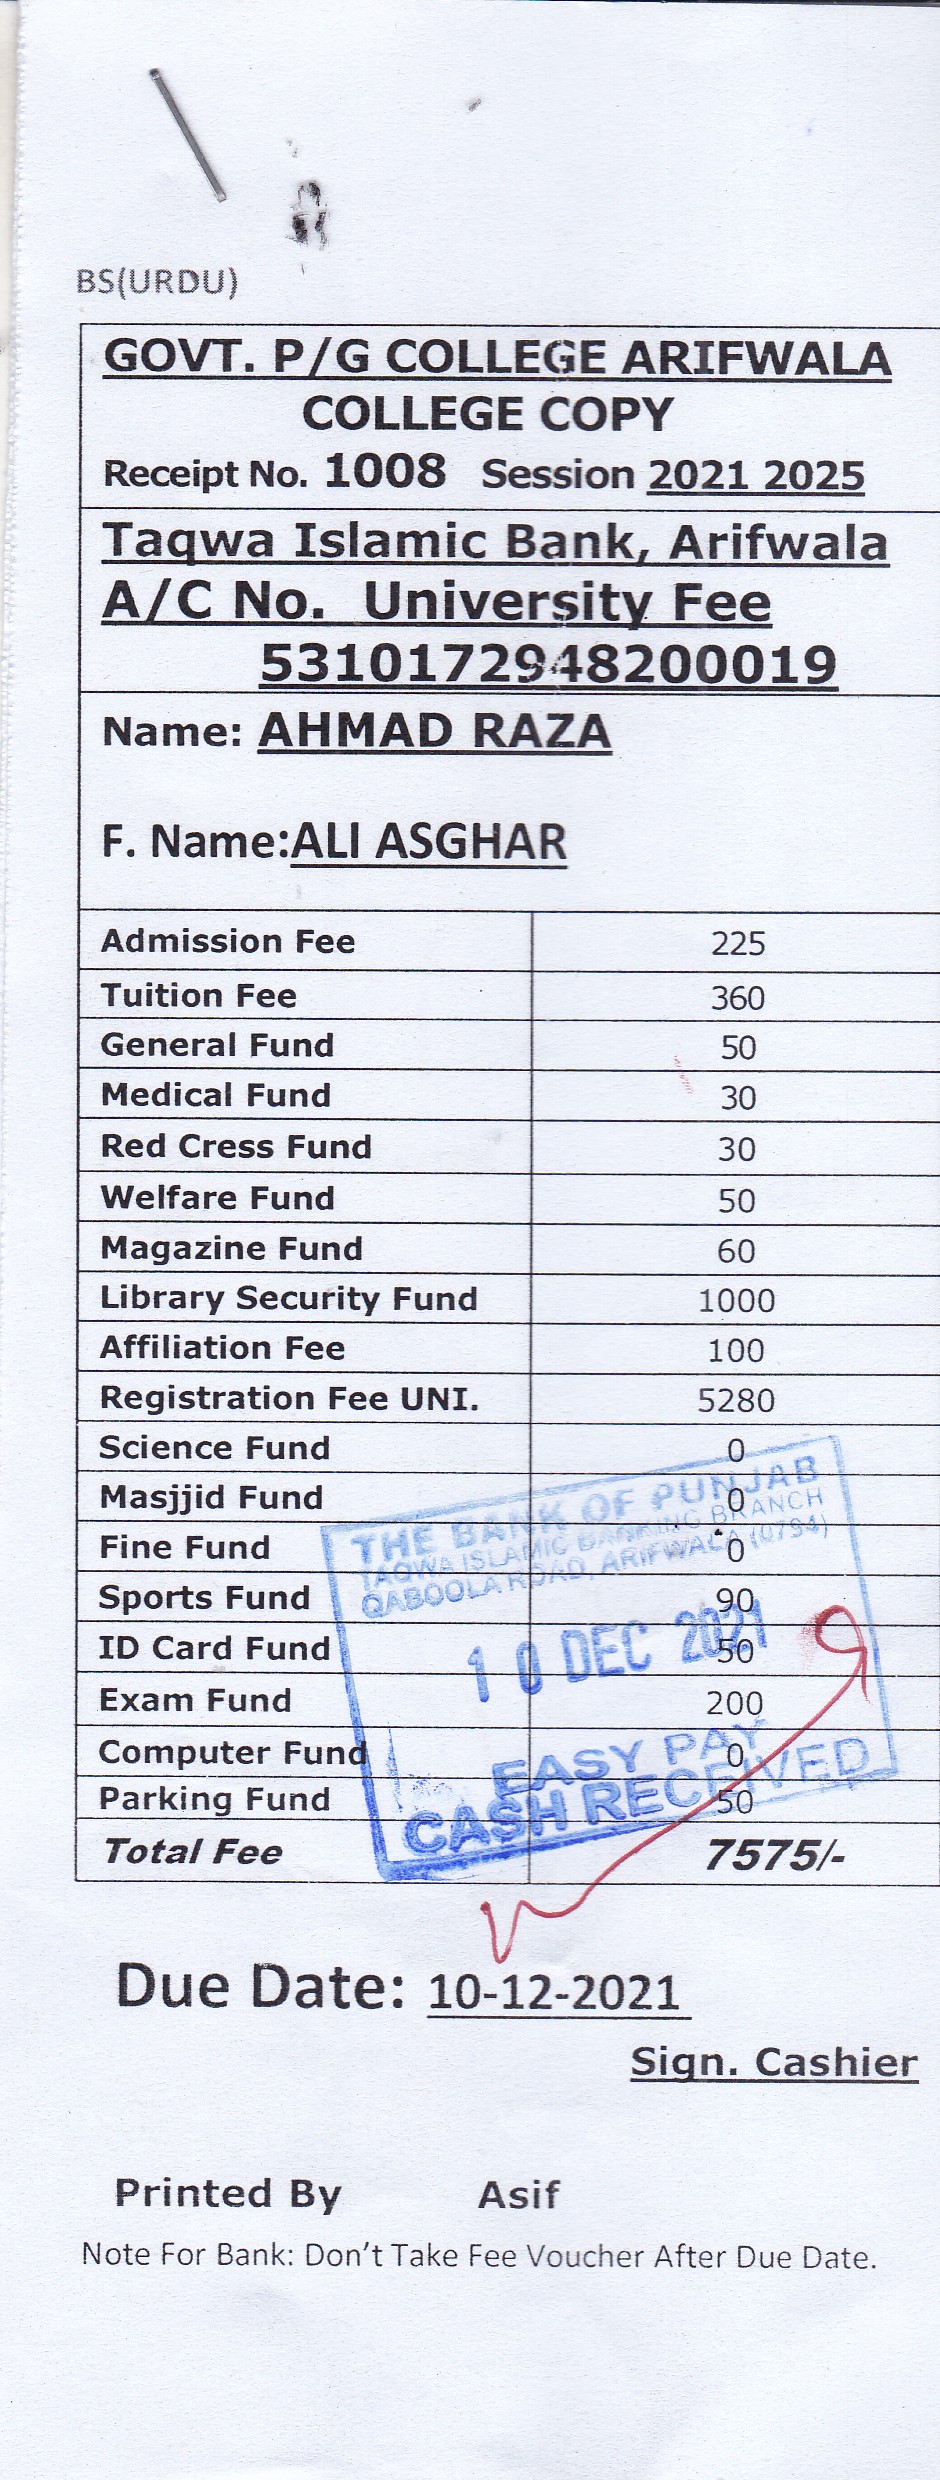 BS(URDU)
GOVT. P/G COLLEGE ARIFWALA
COLLEGE COPY
Receipt No. 1008 Session 2021 2025
Taqwa Islamic Bank, Arifwala
A/C No. University Fee
5310172948200019
Name: AHMAD RAZA
F. Name:ALI ASGHAR
Admission Fee 225
Tuition Fee 360
General Fund 50
Medical Fund 30
Red Cress Fund 30
Welfare Fund 50
Magazine Fund 60
Library Security Fund 1000
Affiliation Fee 100
Registration Fee UNI. 5280
Science Fund 0
Masjjid Fund 0
Fine Fund 0
Sports Fund 90
ID Card Fund 50
Exam Fund 200
Computer Fund 0
Parking Fund 50
Total Fee 7575/-
THE BANK OF PUNJAB
TAQWA ISLAMIC BANKING BRANCH
QABOOLA ROAD, ARIFWALA (0794)
10 DEC 2021
EASY PAY
CASH RECEIVED
Due Date: 10-12-2021
Sign. Cashier
Printed By Asif
Note For Bank: Don't Take Fee Voucher After Due Date.